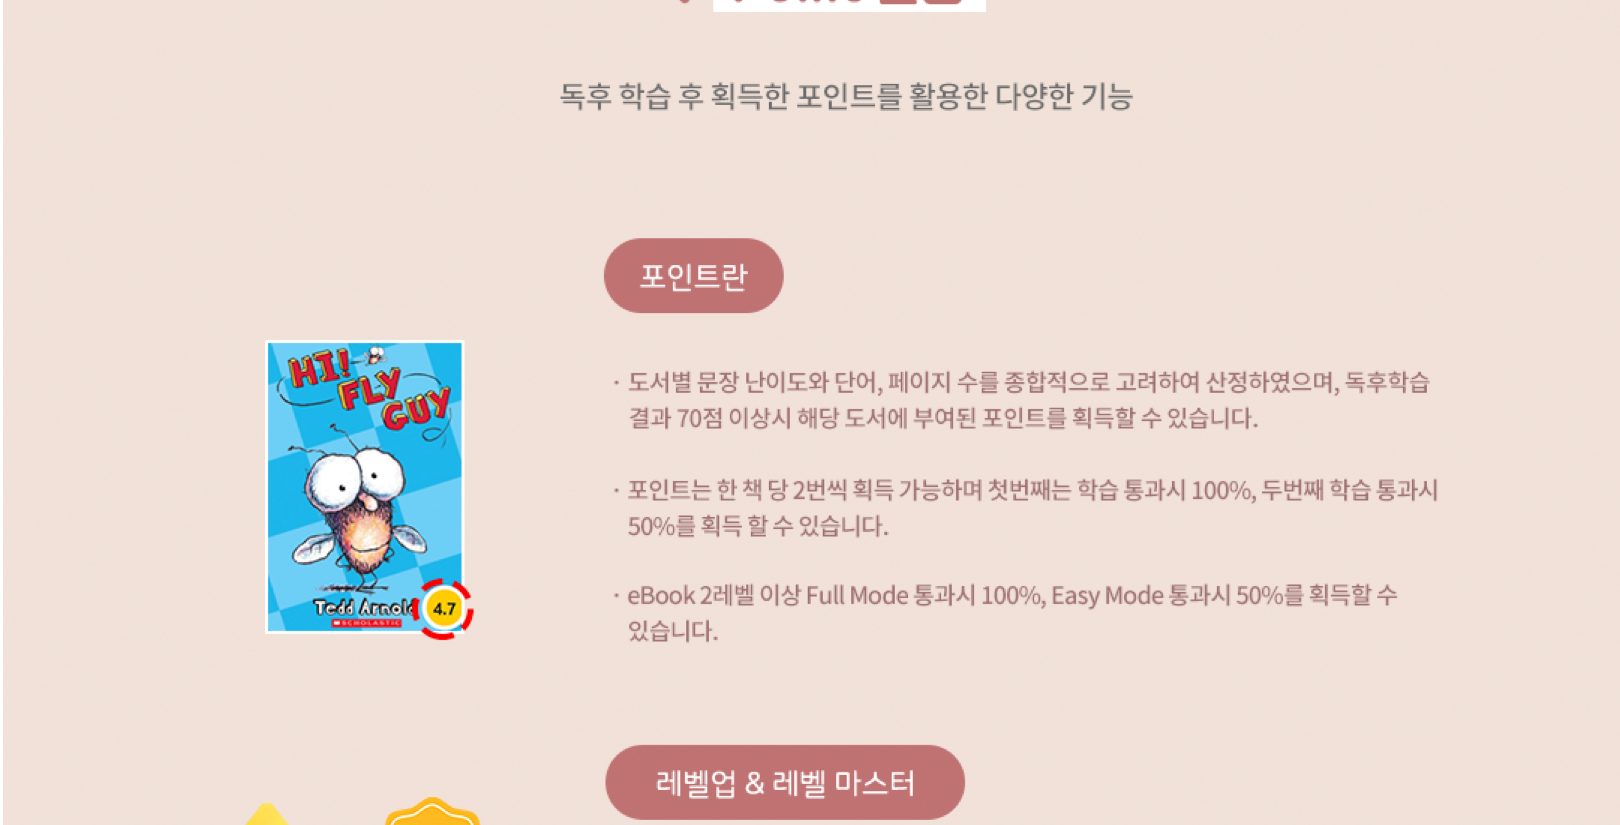 독후 학습 후 획득한 포인트를 활용한 다양한 기능
포인트란
HI!
FLY
GUY
Tedd Arnold
SCHOLASTIC
4.7
· 도서별 문장 난이도와 단어, 페이지 수를 종합적으로 고려하여 산정하였으며, 독후학습
결과 70점 이상시 해당 도서에 부여된 포인트를 획득할 수 있습니다.
· 포인트는 한 책 당 2번씩 획득 가능하며 첫번째는 학습 통과시 100%, 두번째 학습 통과시
50%를 획득 할 수 있습니다.
· eBook 2레벨 이상 Full Mode 통과시 100%, Easy Mode 통과시 50%를 획득할 수
있습니다.
레벨업 & 레벨 마스터